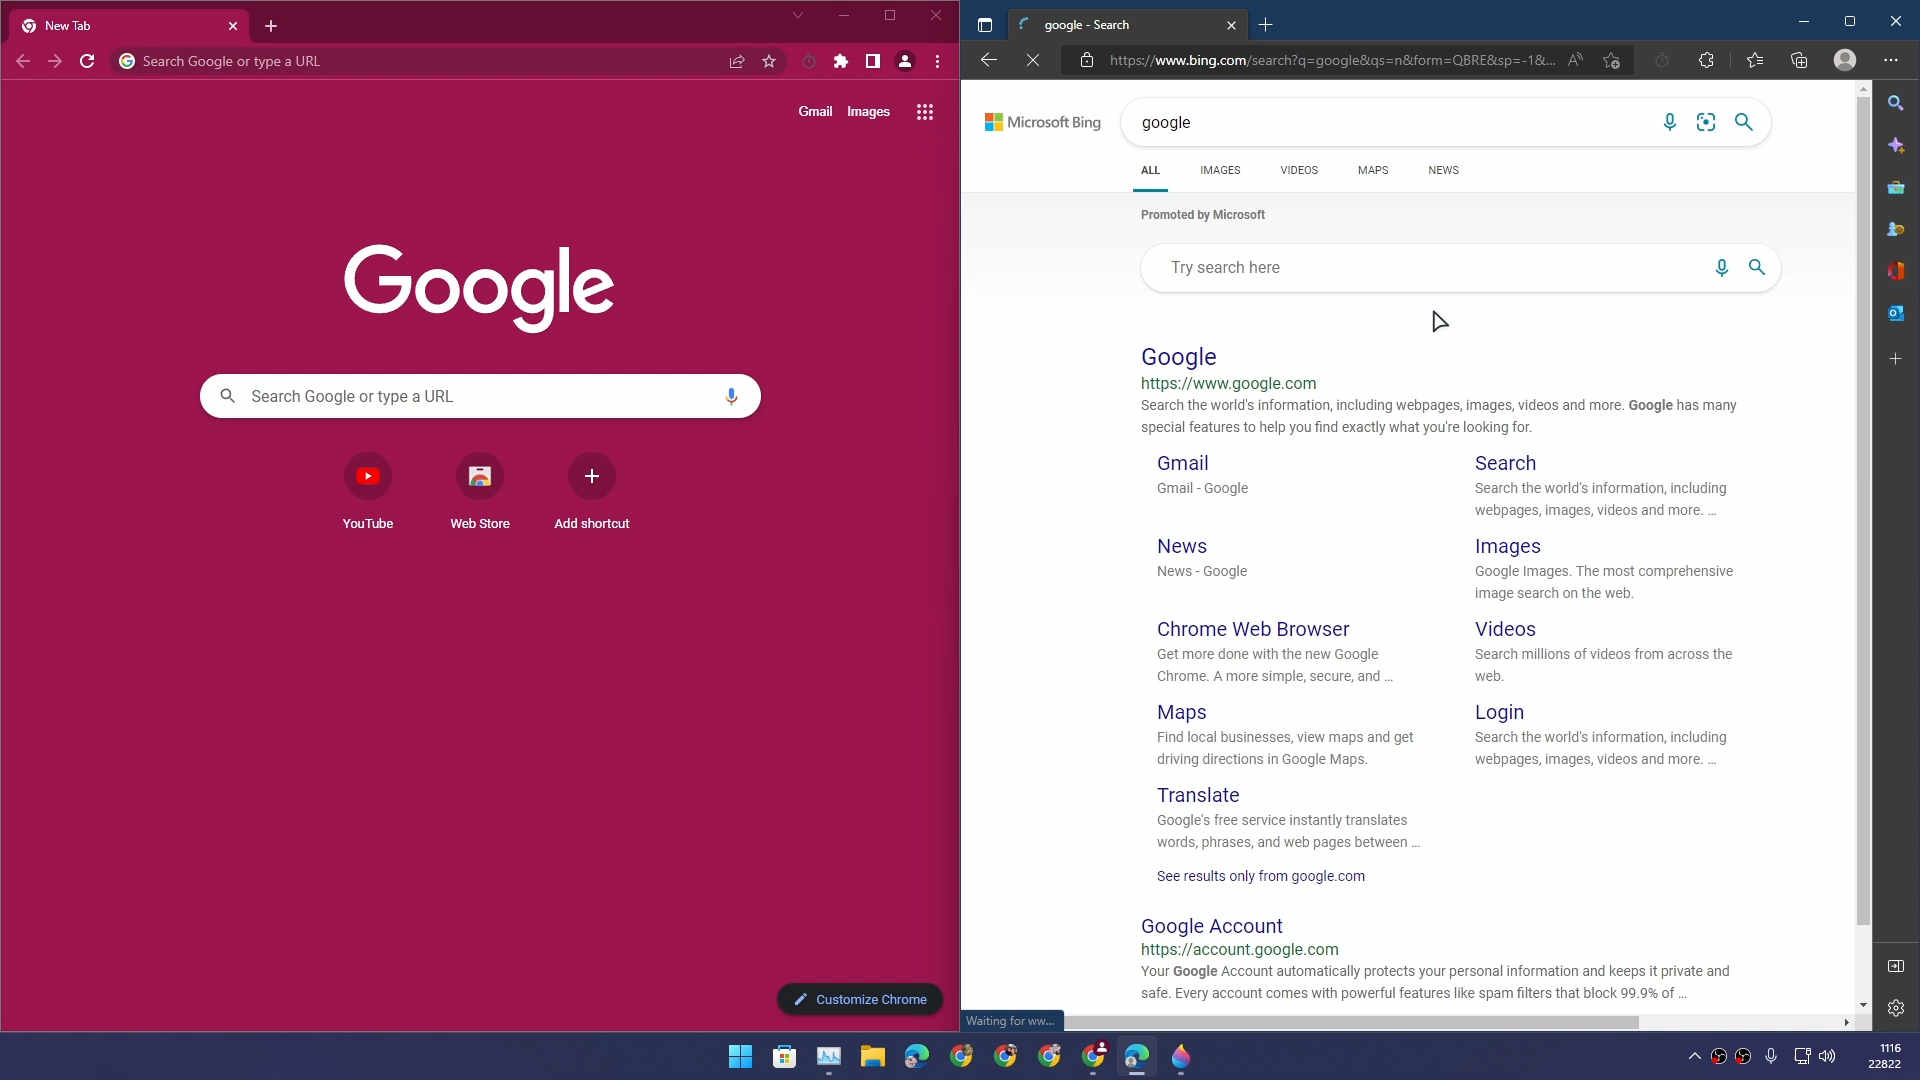 New Tab
Search Google or type a URL
Gmail Images
Google
Search Google or type a URL
YouTube
Web Store
Add shortcut
Customize Chrome
google - Search
https://www.bing.com/search?q=google&qs=n&form=QBRE&sp=-1&...
Microsoft Bing
google
ALL IMAGES VIDEOS MAPS NEWS
Promoted by Microsoft
Try search here
Google
https://www.google.com
Search the world's information, including webpages, images, videos and more. Google has many
special features to help you find exactly what you're looking for.
Gmail
Gmail - Google
Search
Search the world's information, including
webpages, images, videos and more. ...
News
News - Google
Images
Google Images. The most comprehensive
image search on the web.
Chrome Web Browser
Get more done with the new Google
Chrome. A more simple, secure, and ...
Videos
Search millions of videos from across the
web.
Maps
Find local businesses, view maps and get
driving directions in Google Maps.
Login
Search the world's information, including
webpages, images, videos and more. ...
Translate
Google's free service instantly translates
words, phrases, and web pages between ...
See results only from google.com
Google Account
https://account.google.com
Your Google Account automatically protects your personal information and keeps it private and
safe. Every account comes with powerful features like spam filters that block 99.9% of ...
Waiting for ww...
1116
22822